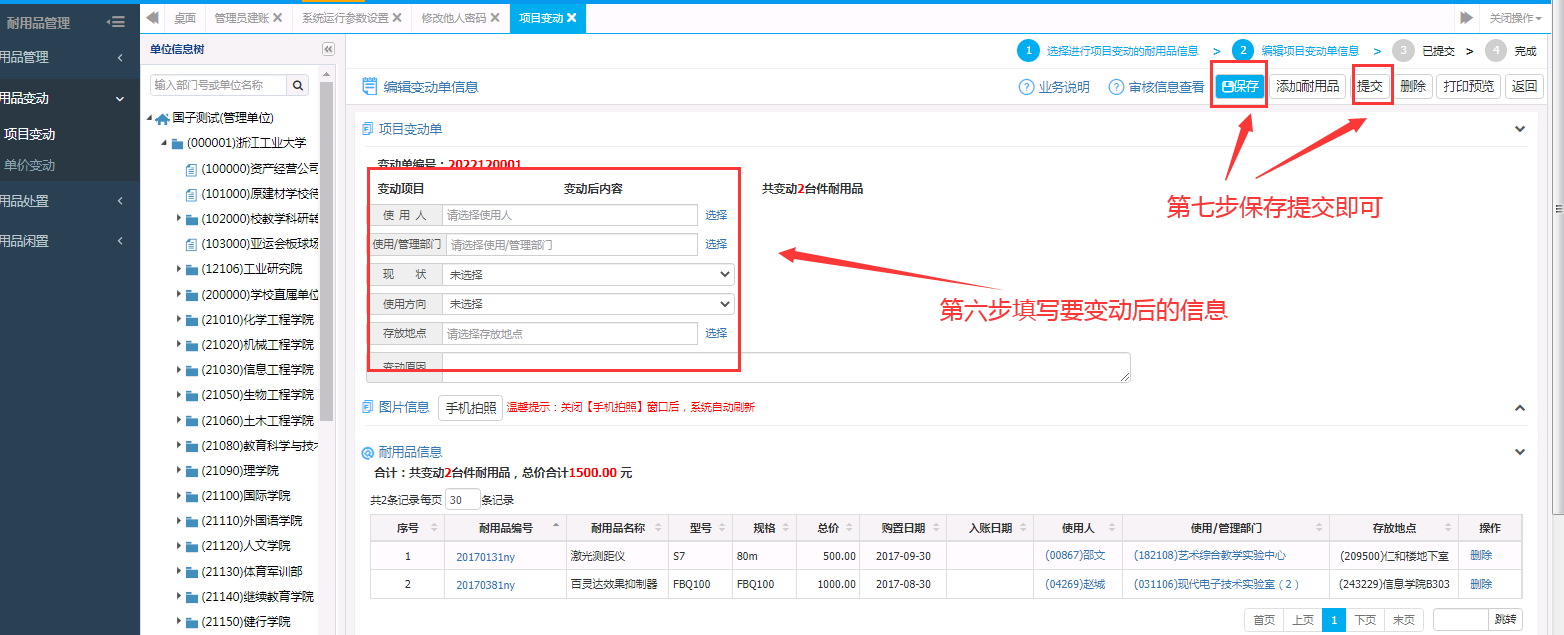 耐用品管理
桌面 管理员建账 系统运行参数设置 修改他人密码 项目变动 关闭操作
用品管理
用品变动
项目变动
单价变动
用品处置
用品闲置
单位信息树
输入部门号或单位名称
国子测试(管理单位)
(000001)浙江工业大学
(100000)资产经营公司
(101000)原建材学校待
(102000)校教学科研转
(103000)亚运会板球场
(12106)工业研究院
(200000)学校直属单位
(21010)化学工程学院
(21020)机械工程学院
(21030)信息工程学院
(21050)生物工程学院
(21060)土木工程学院
(21080)教育科学与技术
(21090)理学院
(21100)国际学院
(21110)外国语学院
(21120)人文学院
(21130)体育军训部
(21140)继续教育学院
(21150)健行学院
1 选择进行项目变动的耐用品信息 > 2 编辑项目变动单信息 > 3 已提交 > 4 完成
编辑变动单信息 业务说明 审核信息查看 保存 添加耐用品 提交 删除 打印预览 返回
项目变动单
变动单编号：2022120001
变动项目 变动后内容 共变动2台件耐用品
使 用 人 请选择使用人 选择
使用/管理部门 请选择使用/管理部门 选择
现 状 未选择
使用方向 未选择
存放地点 请选择存放地点 选择
变动原因
第七步保存提交即可
第六步填写要变动后的信息
图片信息 手机拍照 温馨提示：关闭【手机拍照】窗口后，系统自动刷新
耐用品信息
合计：共变动2台件耐用品，总价合计1500.00 元
共2条记录每页 30 条记录
序号 耐用品编号 耐用品名称 型号 规格 总价 购置日期 入账日期 使用人 使用/管理部门 存放地点 操作
1 20170131ny 激光测距仪 S7 80m 500.00 2017-09-30 (00867)邵文 (182108)艺术综合教学实验中心 (209500)仁和楼地下室 删除
2 20170381ny 百灵达效果抑制器 FBQ100 FBQ100 1000.00 2017-08-30 (04269)赵城 (031106)现代电子技术实验室（2） (243229)信息学院B303 删除
首页 上页 1 下页 末页 跳转